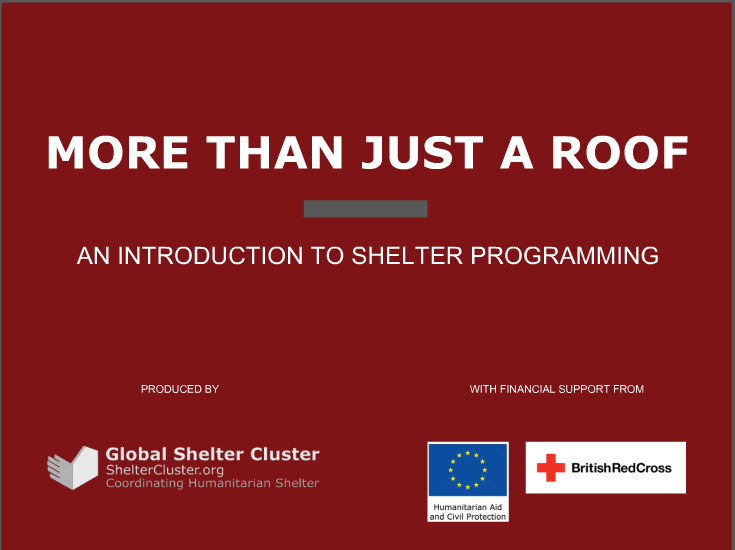 MORE THAN JUST A ROOF
AN INTRODUCTION TO SHELTER PROGRAMMING
PRODUCED BY
WITH FINANCIAL SUPPORT FROM
Global Shelter Cluster
ShelterCluster.org
Coordinating Humanitarian Shelter
Humanitarian Aid
and Civil Protection
BritishRedCross